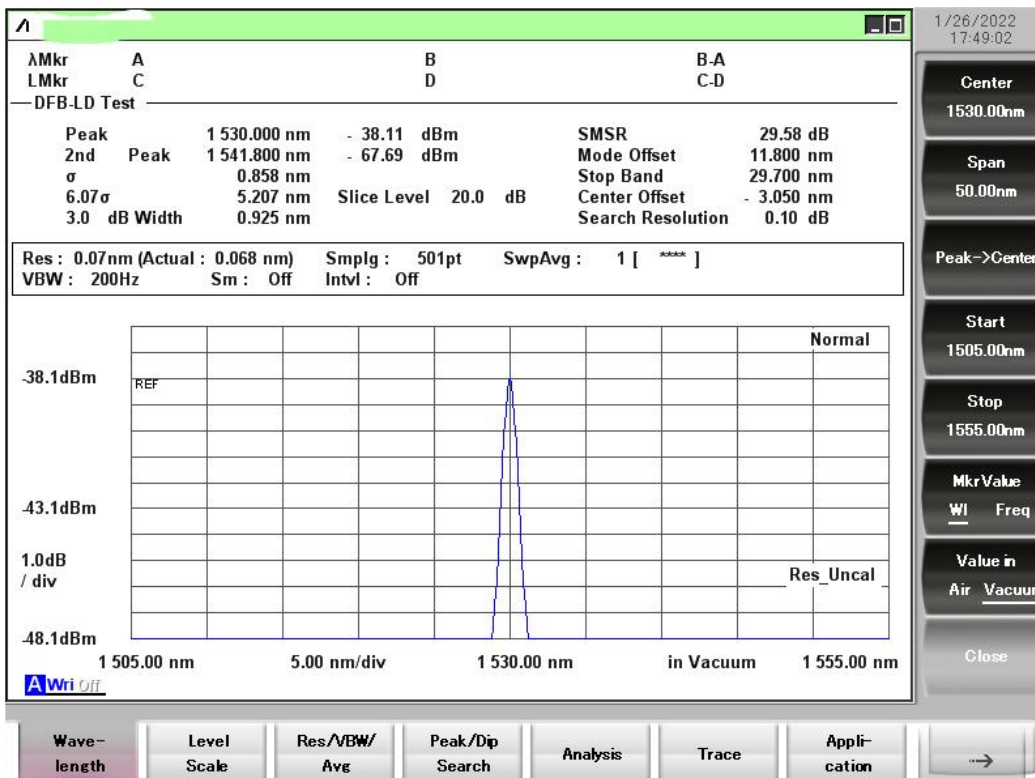 1/26/2022
17:49:02
λMkr A B B-A
LMkr C D C-D
DFB-LD Test
Peak 1 530.000 nm - 38.11 dBm SMSR 29.58 dB
2nd Peak 1 541.800 nm - 67.69 dBm Mode Offset 11.800 nm
σ 0.858 nm Stop Band 29.700 nm
6.07σ 5.207 nm Slice Level 20.0 dB Center Offset - 3.050 nm
3.0 dB Width 0.925 nm Search Resolution 0.10 dB
Res : 0.07nm (Actual : 0.068 nm) Smplg : 501pt SwpAvg : 1 [ **** ]
VBW : 200Hz Sm : Off Intvl : Off
Normal
-38.1dBm
REF
-43.1dBm
1.0dB
/ div
Res_Uncal
-48.1dBm
1 505.00 nm 5.00 nm/div 1 530.00 nm in Vacuum 1 555.00 nm
A Wri Off
Center
1530.00nm
Span
50.00nm
Peak->Center
Start
1505.00nm
Stop
1555.00nm
Mkr Value
Wl Freq
Value in
Air Vacuum
Close
Wave-
length
Level
Scale
Res/VBW/
Avg
Peak/Dip
Search
Analysis
Trace
Appli-
cation